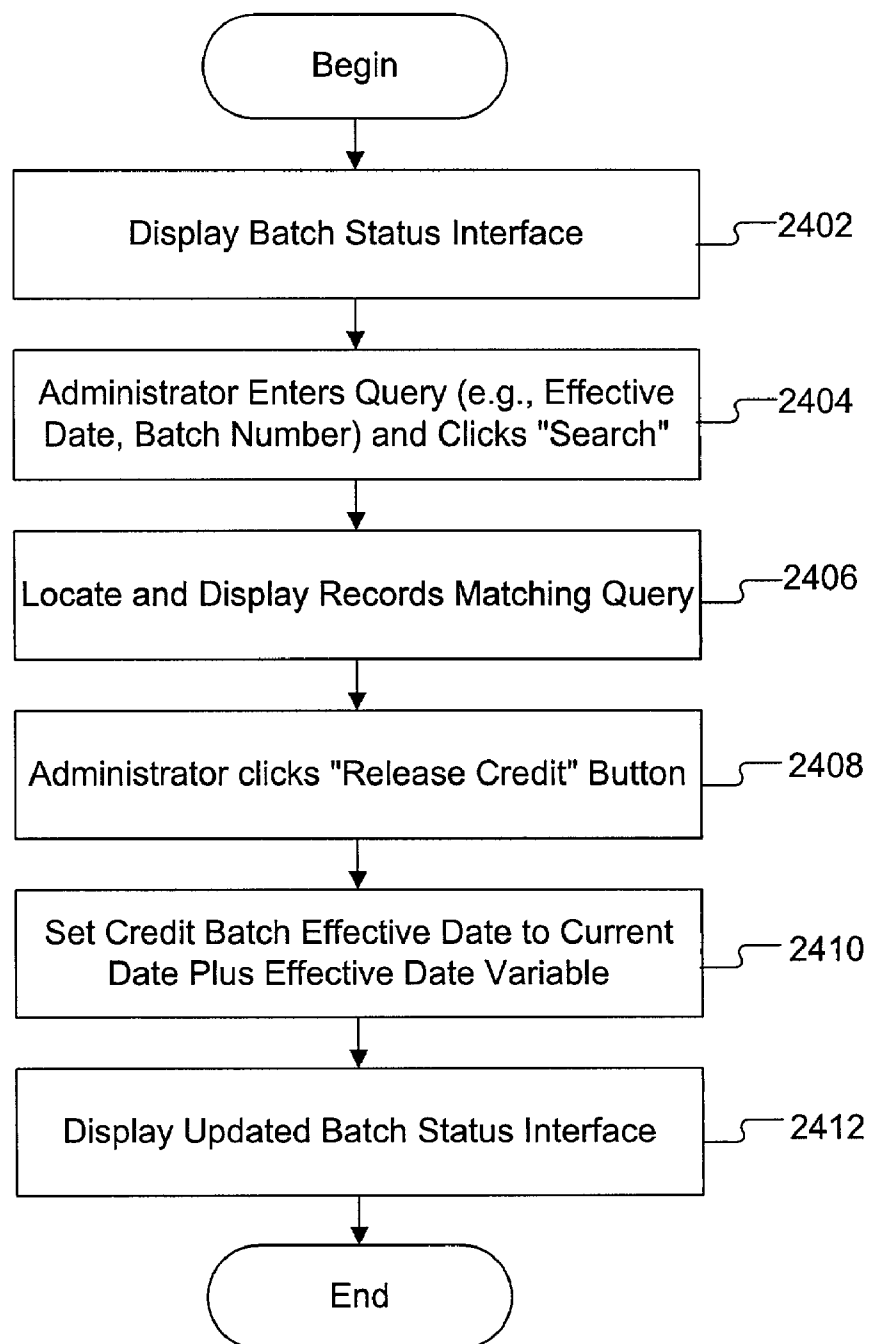 Begin
Display Batch Status Interface
2402
Administrator Enters Query (e.g., Effective
Date, Batch Number) and Clicks "Search"
2404
Locate and Display Records Matching Query
2406
Administrator clicks "Release Credit" Button
2408
Set Credit Batch Effective Date to Current
Date Plus Effective Date Variable
2410
Display Updated Batch Status Interface
2412
End